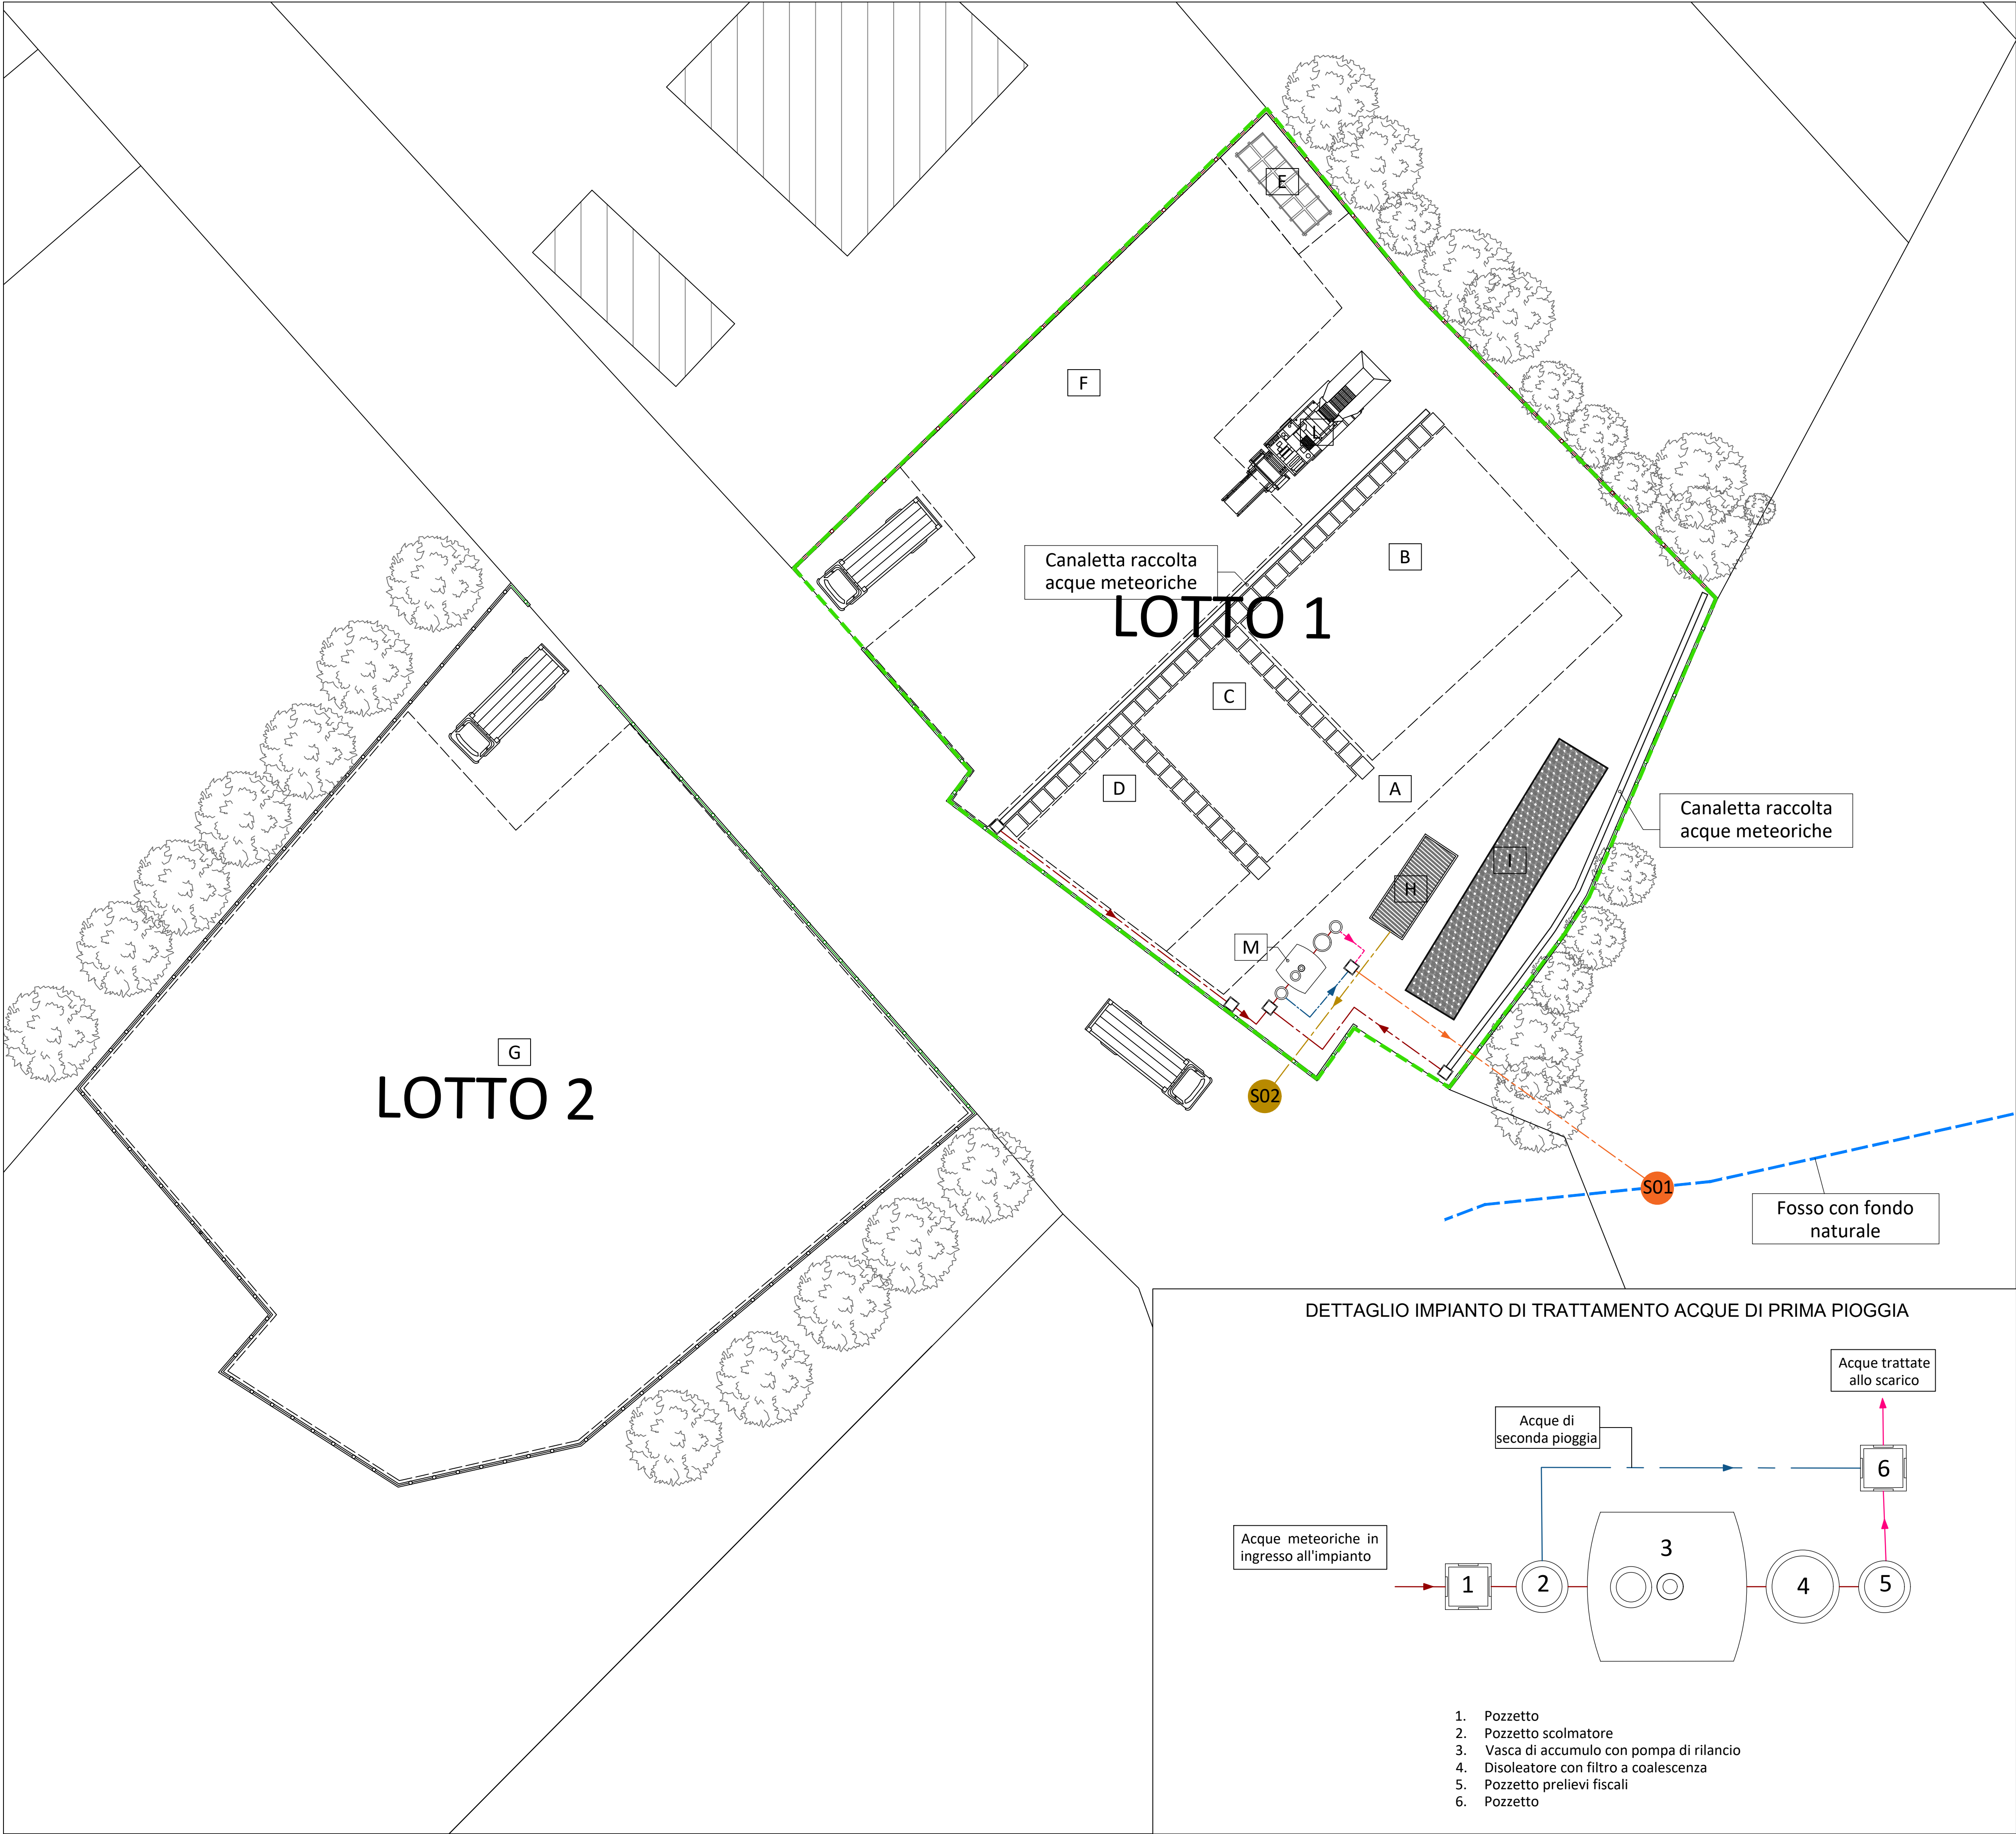 E
F
L
Canaletta raccolta
acque meteoriche
B
LOTTO 1
C
D
A
Canaletta raccolta
acque meteoriche
I
H
M
G
LOTTO 2
S02
S01
Fosso con fondo
naturale
DETTAGLIO IMPIANTO DI TRATTAMENTO ACQUE DI PRIMA PIOGGIA
Acque trattate
allo scarico
Acque di
seconda pioggia
6
Acque meteoriche in
ingresso all'impianto
3
1
2
4
5
1. Pozzetto
2. Pozzetto scolmatore
3. Vasca di accumulo con pompa di rilancio
4. Disoleatore con filtro a coalescenza
5. Pozzetto prelievi fiscali
6. Pozzetto